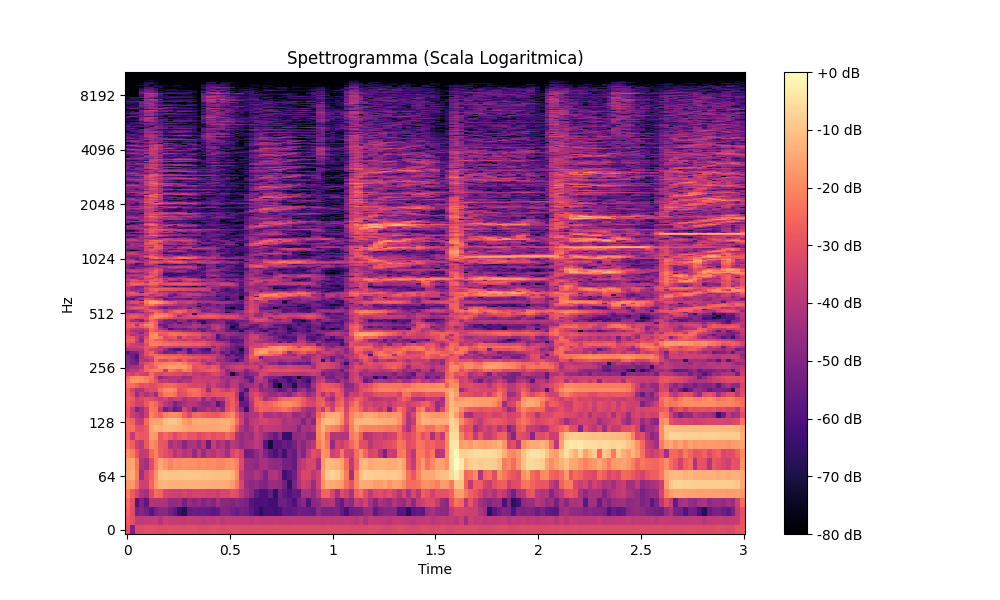 Spettrogramma (Scala Logaritmica)
Hz
8192
4096
2048
1024
512
256
128
64
0
0
0.5
1
1.5
2
2.5
3
Time
+0 dB
-10 dB
-20 dB
-30 dB
-40 dB
-50 dB
-60 dB
-70 dB
-80 dB